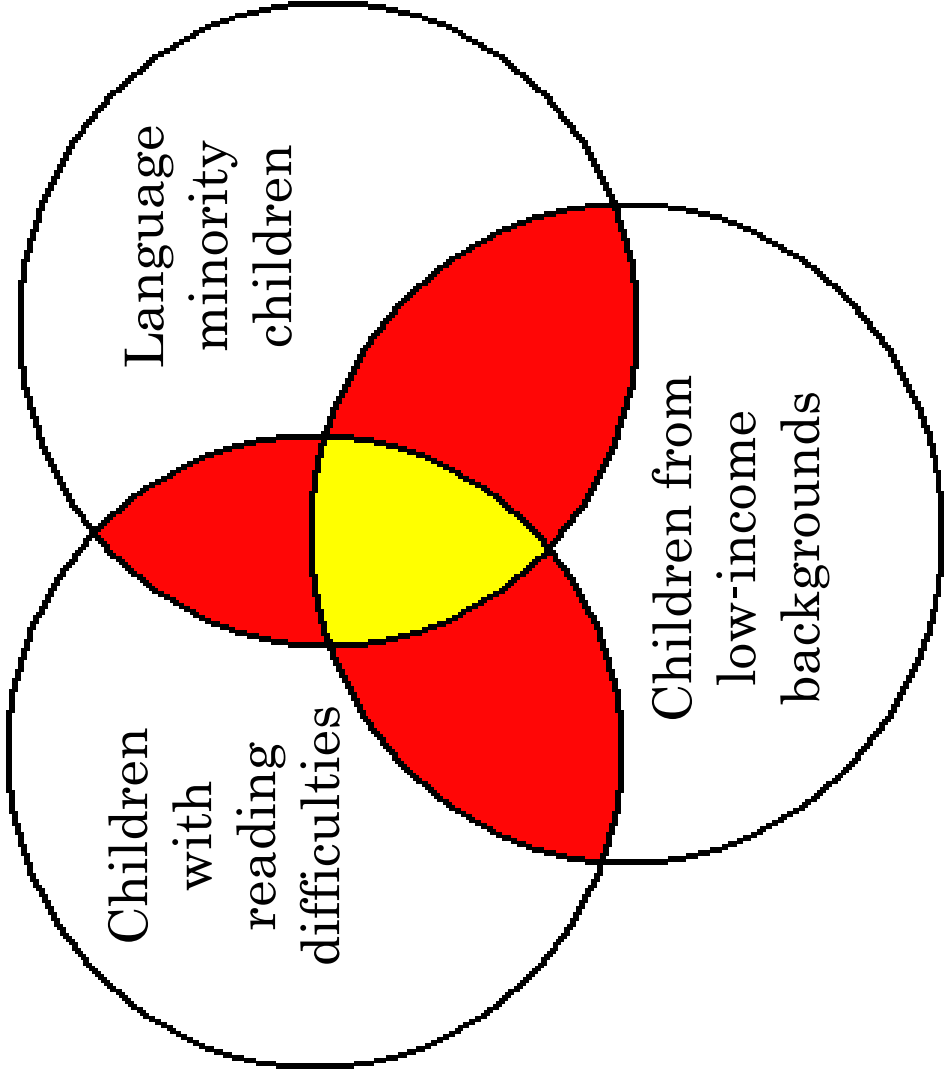 Children
with
reading
difficulties
Language
minority
children
Children from
low-income
backgrounds